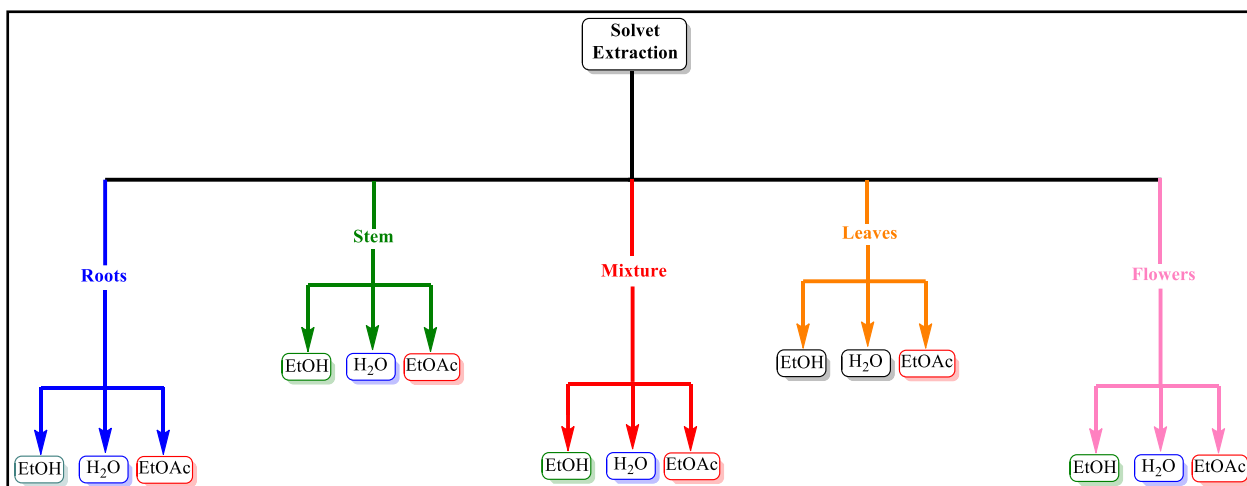 Solvet
Extraction
Stem
Leaves
Roots
Mixture
Flowers
EtOH H₂O EtOAc
EtOH H₂O EtOAc
EtOH H₂O EtOAc
EtOH H₂O EtOAc
EtOH H₂O EtOAc